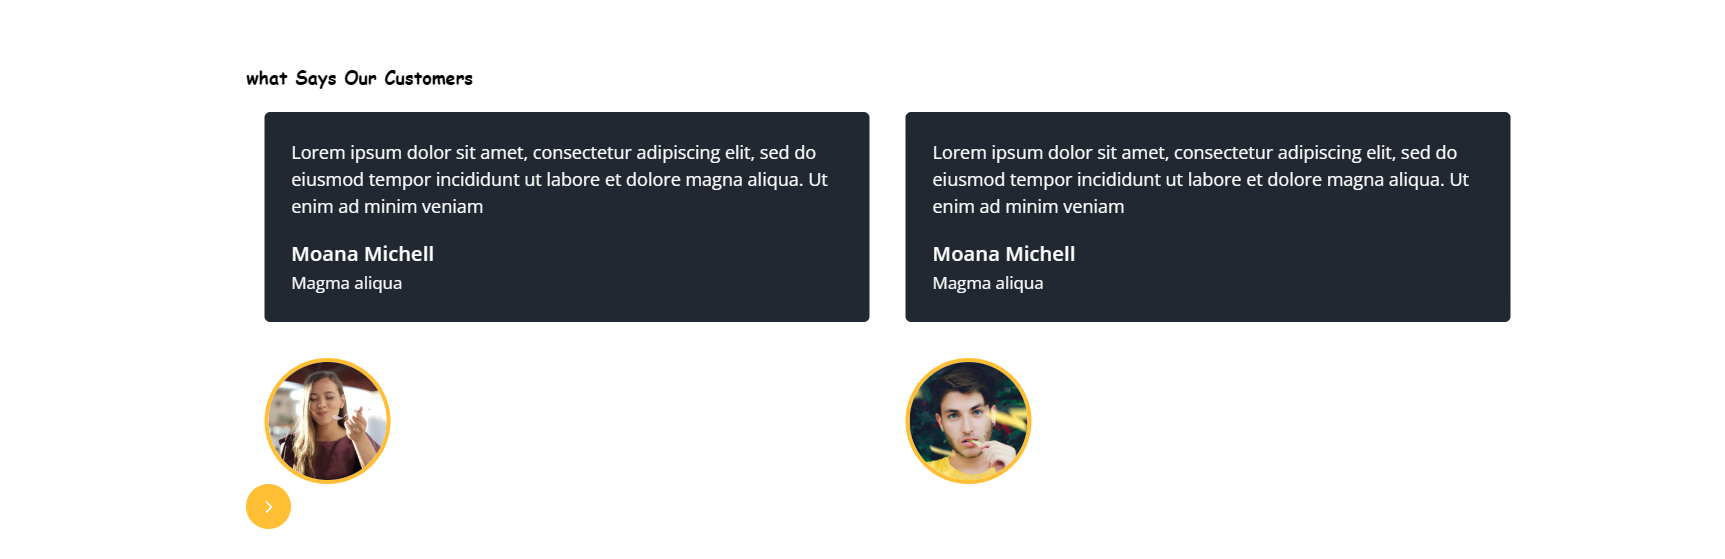 what Says Our Customers
Lorem ipsum dolor sit amet, consectetur adipiscing elit, sed do
eiusmod tempor incididunt ut labore et dolore magna aliqua. Ut
enim ad minim veniam
Moana Michell
Magma aliqua
Lorem ipsum dolor sit amet, consectetur adipiscing elit, sed do
eiusmod tempor incididunt ut labore et dolore magna aliqua. Ut
enim ad minim veniam
Moana Michell
Magma aliqua